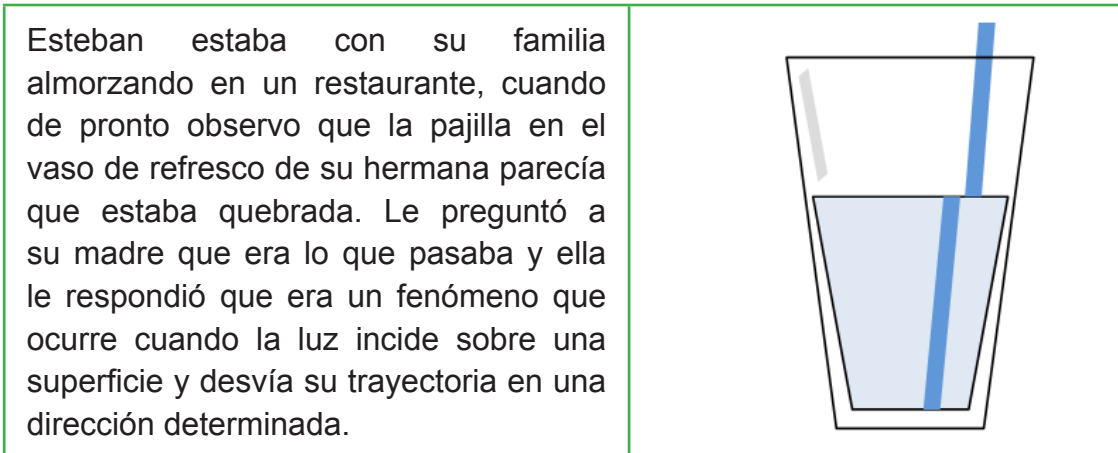 Esteban estaba con su familia
almorzando en un restaurante, cuando
de pronto observo que la pajilla en el
vaso de refresco de su hermana parecía
que estaba quebrada. Le preguntó a
su madre que era lo que pasaba y ella
le respondió que era un fenómeno que
ocurre cuando la luz incide sobre una
superficie y desvía su trayectoria en una
dirección determinada.